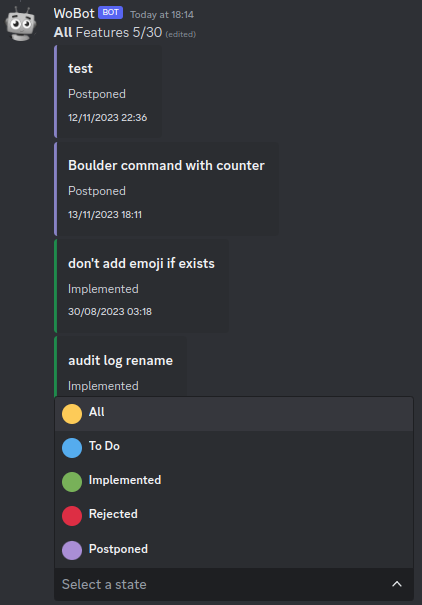 WoBot BOT Today at 18:14
All Features 5/30 (edited)
test
Postponed
12/11/2023 22:36
Boulder command with counter
Postponed
13/11/2023 18:11
don't add emoji if exists
Implemented
30/08/2023 03:18
audit log rename
Implemented
All
To Do
Implemented
Rejected
Postponed
Select a state